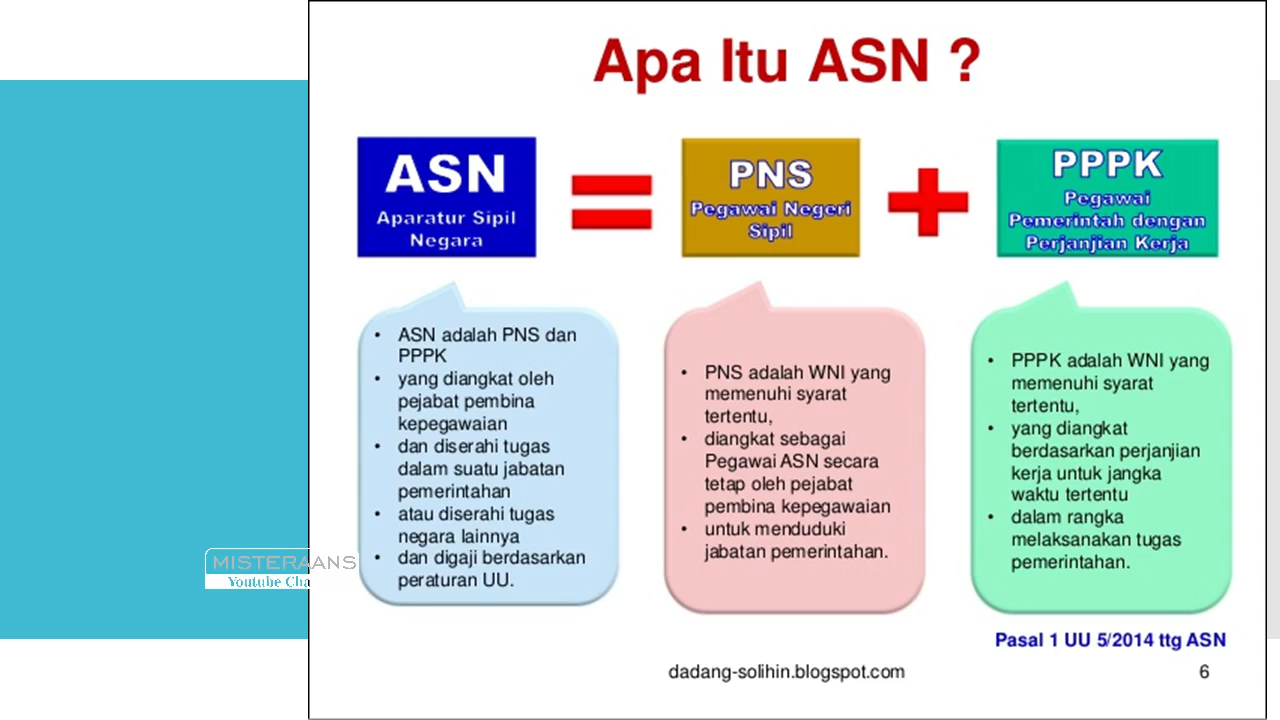 Apa Itu ASN ?
ASN
Aparatur Sipil
Negara
=
PNS
Pegawai Negeri
Sipil
+
PPPK
Pegawai
Pemerintah dengan
Perjanjian Kerja
• ASN adalah PNS dan
PPPK
• yang diangkat oleh
pejabat pembina
kepegawaian
• dan diserahi tugas
dalam suatu jabatan
pemerintahan
• atau diserahi tugas
negara lainnya
• dan digaji berdasarkan
peraturan UU.
• PNS adalah WNI yang
memenuhi syarat
tertentu,
• diangkat sebagai
Pegawai ASN secara
tetap oleh pejabat
pembina kepegawaian
• untuk menduduki
jabatan pemerintahan.
• PPPK adalah WNI yang
memenuhi syarat
tertentu,
• yang diangkat
berdasarkan perjanjian
kerja untuk jangka
waktu tertentu
• dalam rangka
melaksanakan tugas
pemerintahan.
MISTERAANS
Youtube Cha
Pasal 1 UU 5/2014 ttg ASN
dadang-solihin.blogspot.com
6